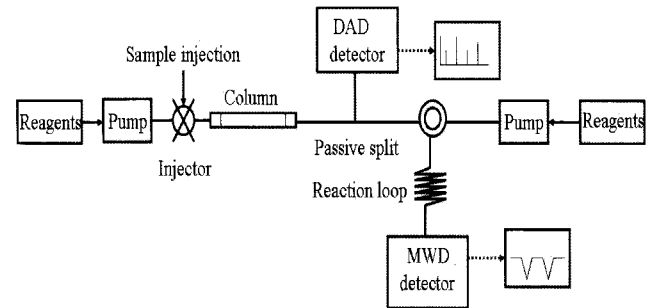 DAD
detector
Sample injection
Column
Reagents
Pump
Injector
Passive split
Pump
Reagents
Reaction loop
MWD
detector